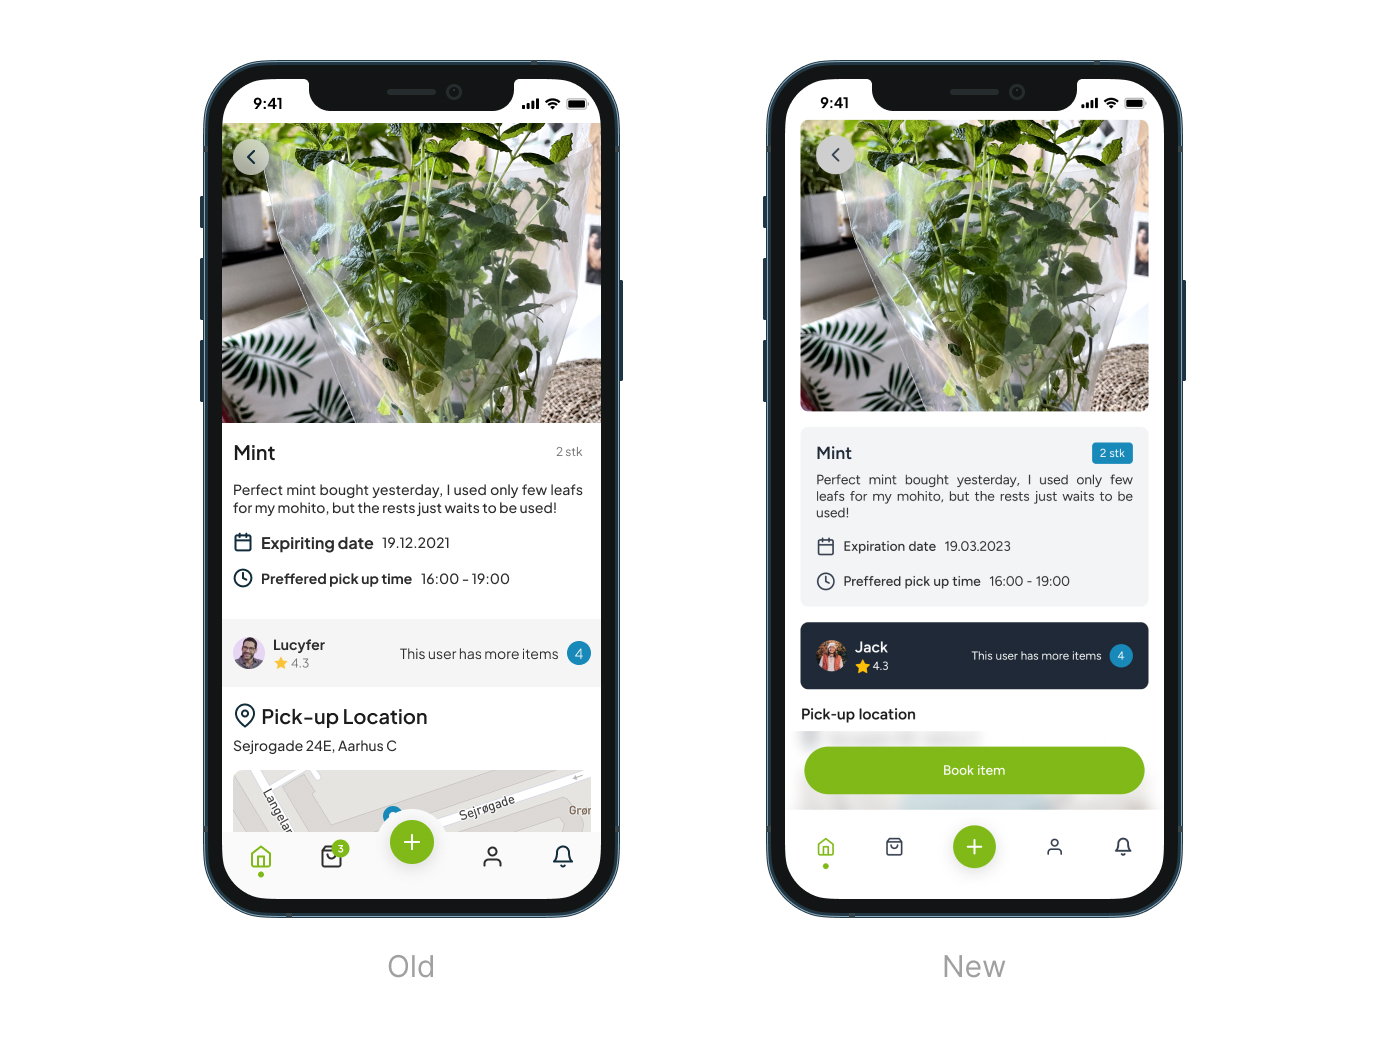 9:41
Mint
2 stk
Perfect mint bought yesterday, I used only few leafs
for my mohito, but the rests just waits to be used!
Expiriting date 19.12.2021
Preffered pick up time 16:00 - 19:00
Lucyfer
4.3
This user has more items 4
Pick-up Location
Sejrogade 24E, Aarhus C
Langelan
Sejrøgade
Grør
3
Old
9:41
Mint
2 stk
Perfect mint bought yesterday, I used only few
leafs for my mohito, but the rests just waits to be
used!
Expiration date 19.03.2023
Preffered pick up time 16:00 - 19:00
Jack
4.3
This user has more items 4
Pick-up location
Book item
New